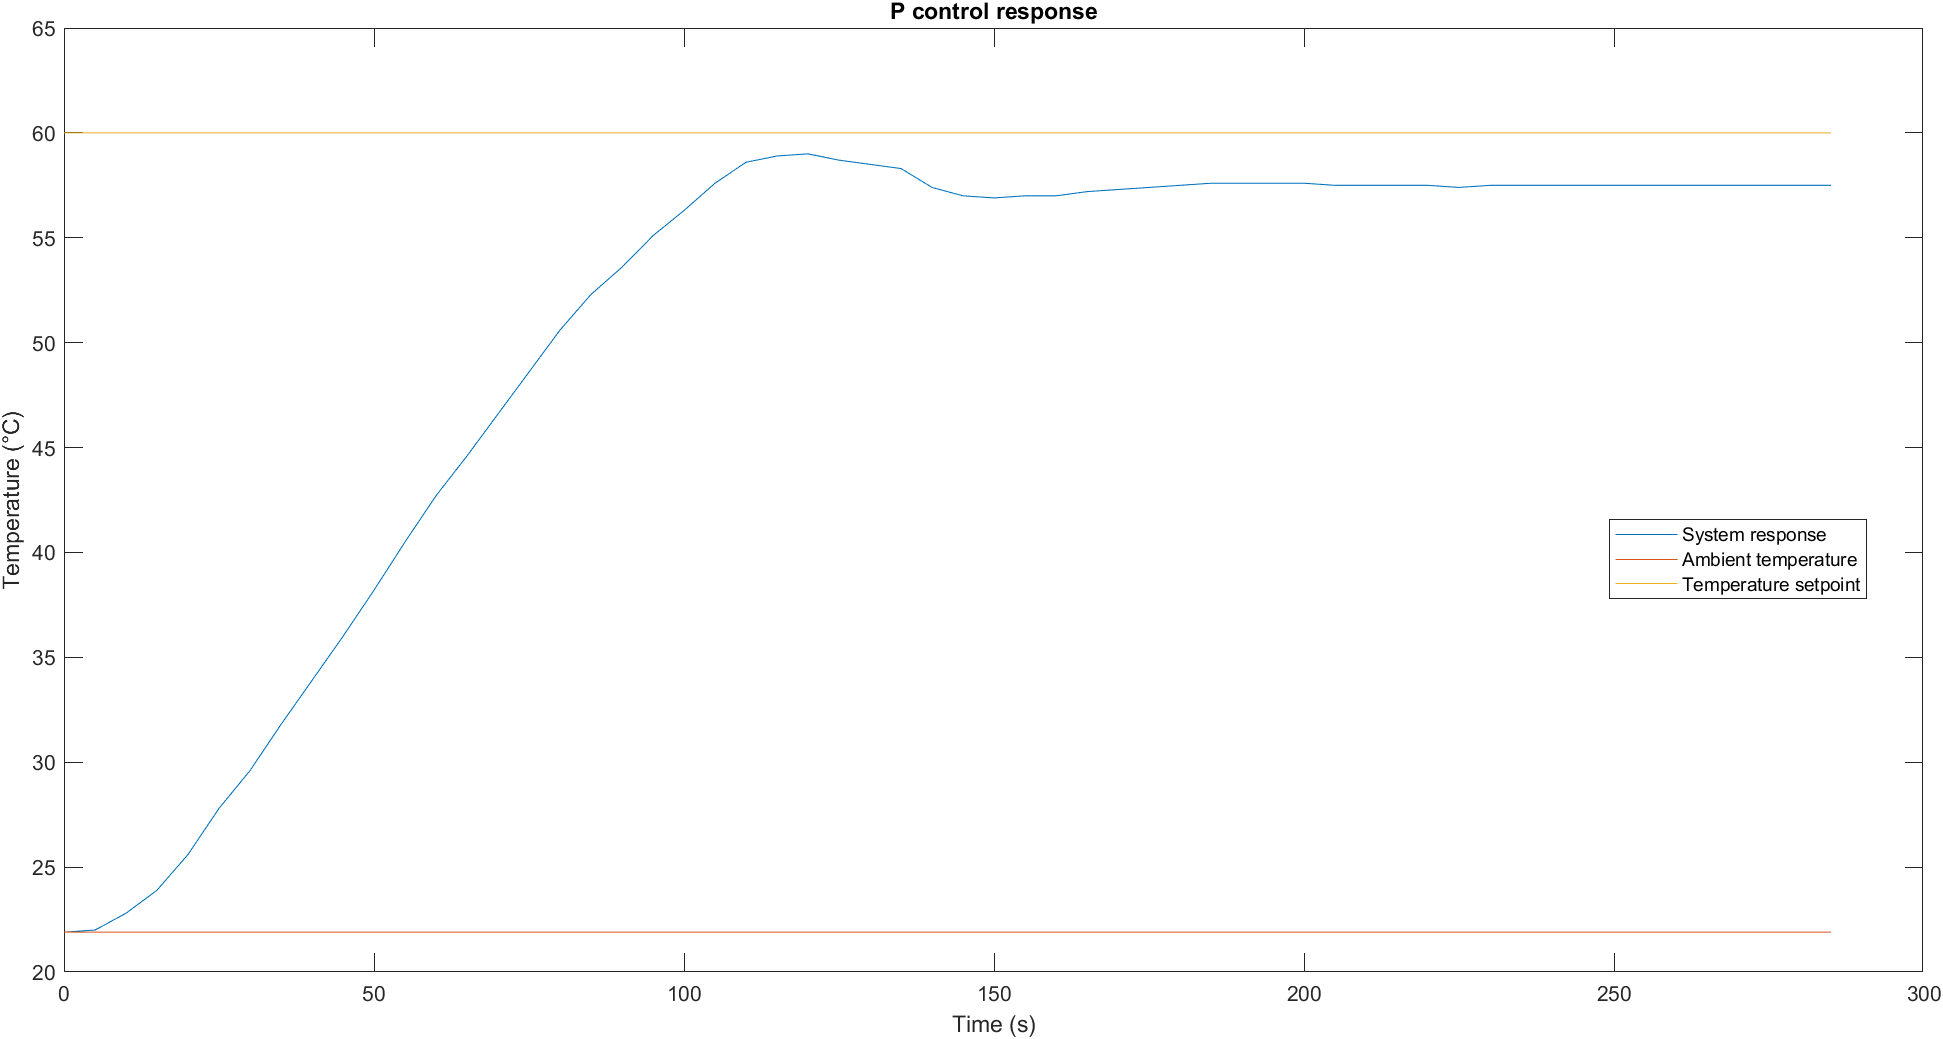 P control response
65
60
55
50
45
40
35
30
25
20
Temperature (°C)
System response
Ambient temperature
Temperature setpoint
0 50 100 150 200 250 300
Time (s)